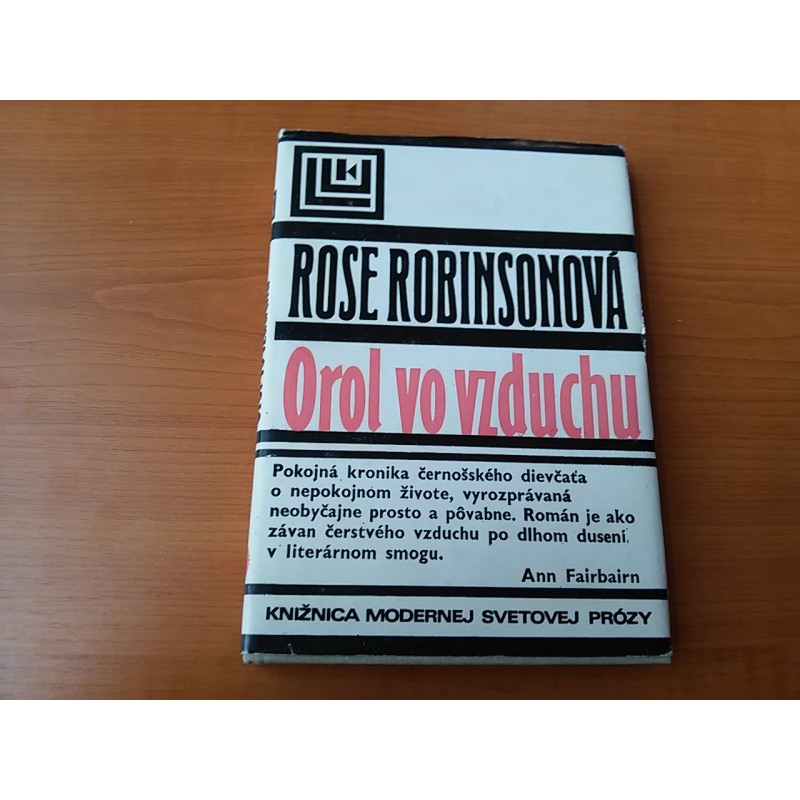 ROSE ROBINSONOVÁ
Orol vo vzduchu
Pokojná kronika černošského dievčaťa
o nepokojnom živote, vyrozprávaná
neobyčajne prosto a pôvabne. Román je ako
závan čerstvého vzduchu po dlhom dusení
v literárnom smogu.
Ann Fairbairn
KNIŽNICA MODERNEJ SVETOVEJ PRÓZY